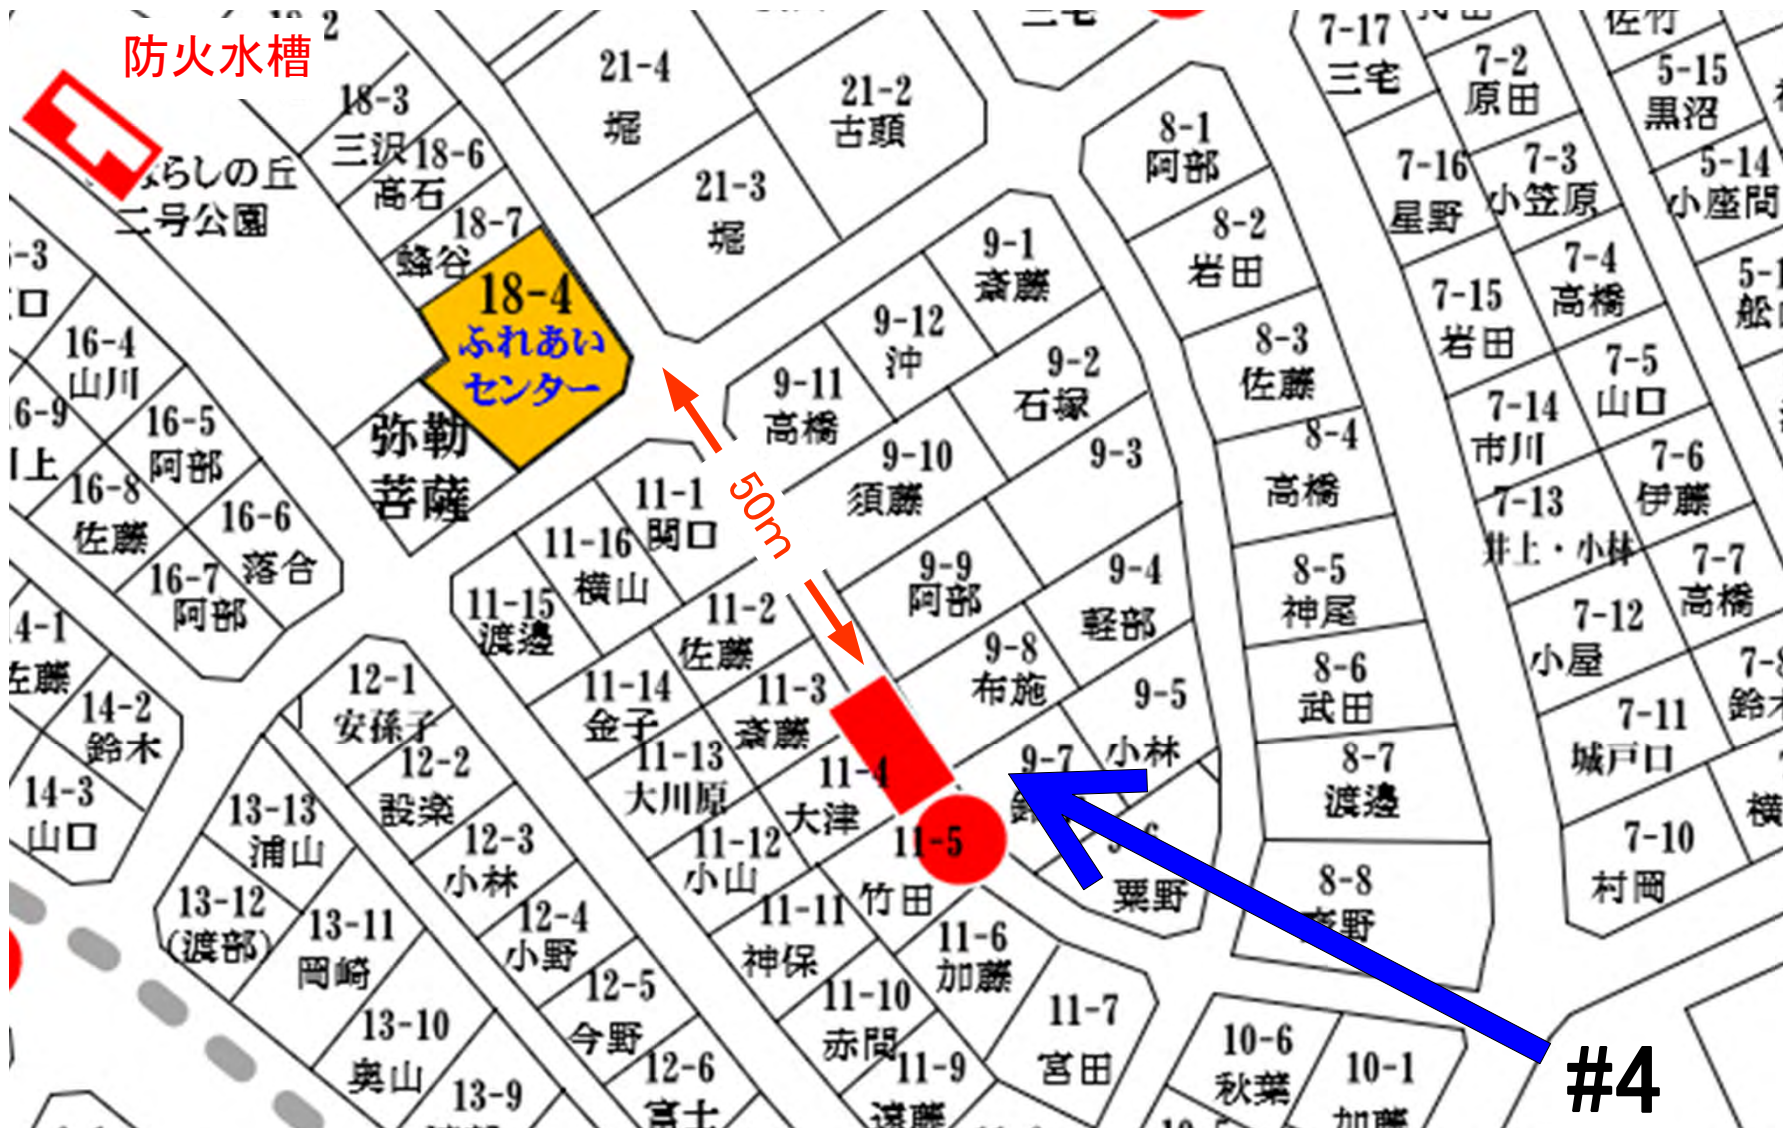 防火水槽
2
18-3
三沢
18-6
高石
18-7
蜂谷
18-4
ふれあい
センター
弥勒
菩薩
ならしの丘
二号公園
21-4
堀
21-2
古頭
21-3
堀
三宅
7-17
三宅
7-2
原田
佐竹
5-15
黒沼
5-14
小座間
8-1
阿部
7-16
星野
7-3
小笠原
8-2
岩田
7-4
高橋
7-15
岩田
8-3
佐藤
7-5
山口
7-14
市川
8-4
高橋
7-6
伊藤
7-13
井上・小林
7-7
高橋
8-5
神尾
7-12
小屋
8-6
武田
7-11
城戸口
8-7
渡邊
7-10
村岡
8-8
9-1
斎藤
9-12
沖
9-2
石塚
9-11
高橋
9-3
9-10
須藤
9-9
阿部
9-4
軽部
9-8
布施
9-5
小林
9-7
粟野
50m
16-4
山川
16-5
阿部
16-8
佐藤
16-6
落合
16-7
阿部
14-2
鈴木
14-3
山口
11-1
関口
11-16
横山
11-15
渡邊
11-2
佐藤
11-14
金子
11-3
斎藤
11-13
大川原
11-4
大津
11-12
小山
11-5
竹田
11-11
神保
11-6
加藤
11-10
赤間
11-7
宮田
11-9
遠藤
12-1
安孫子
12-2
設楽
12-3
小林
12-4
小野
12-5
今野
12-6
富士
13-13
浦山
13-12
(渡部)
13-11
岡崎
13-10
奥山
13-9
10-6
秋葉
10-1
加藤
#4